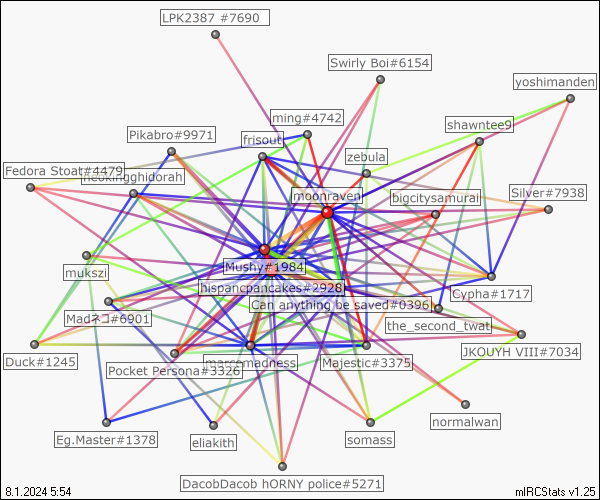 LPK2387 #7690
Swirly Boi#6154
yoshimanden
ming#4742
shawntee9
Pikabro#9971
frisout
zebula
Fedora Stoat#4479
neokingghidorah
moonraven
bigcitysamurai
Silver#7938
mukszi
Mushy#1984
Cypha#1717
hispancpancakes#2928
Can anything be saved#0396
Madネコ#6901
the_second_twat
Duck#1245
Pocket Persona#3326
marcomadness
Majestic#3375
JKOUYH VIII#7034
normalwan
Eg.Master#1378
eliakith
somass
DacobDacob hORNY police#5271
8.1.2024 5:54
mIRCStats v1.25